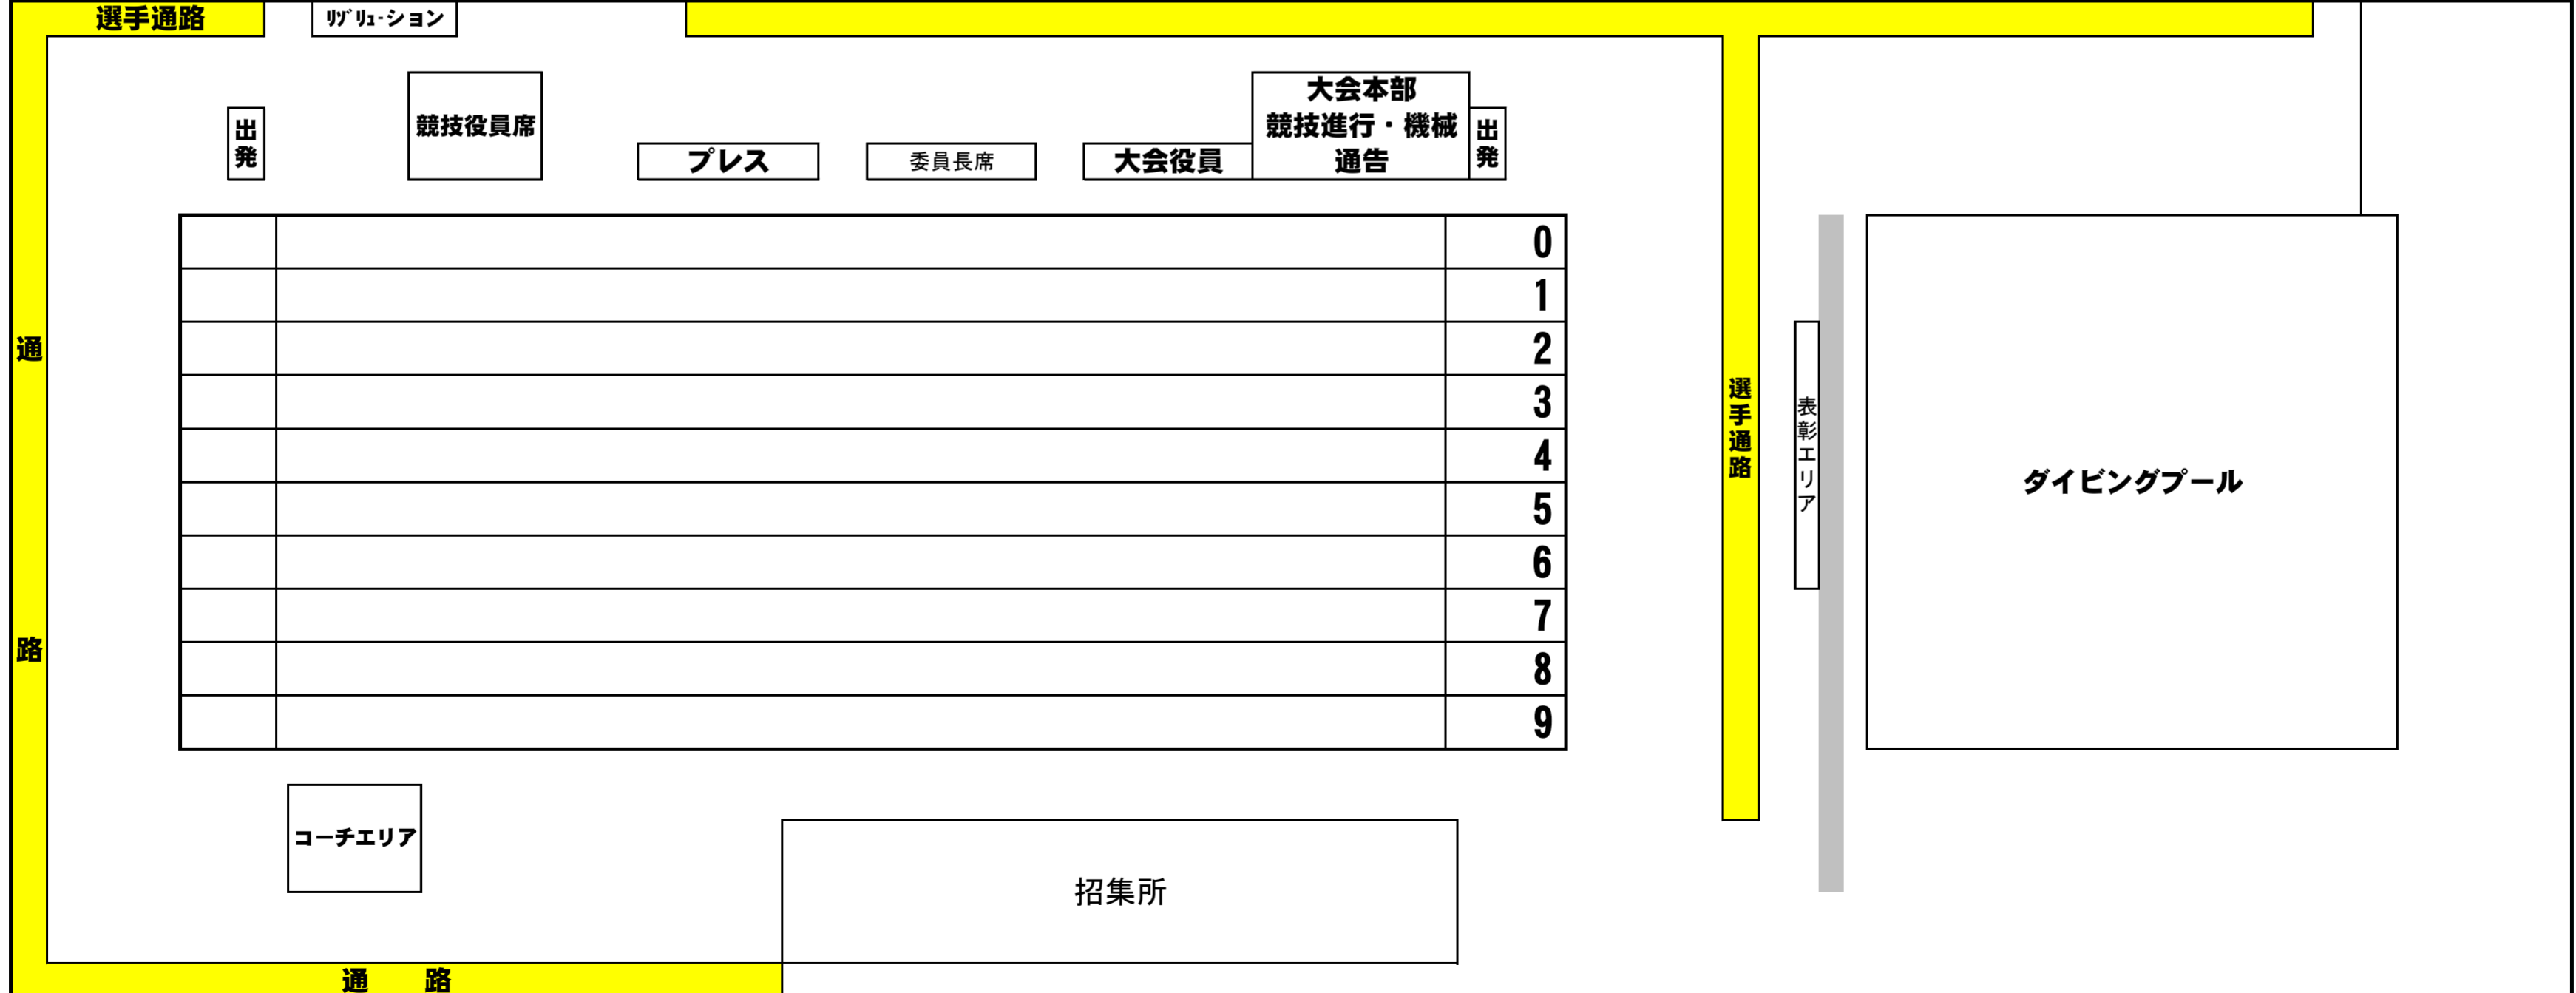 選手通路
ﾘｿﾞﾘｭ-ション
出発
競技役員席
プレス
委員長席
大会役員
大会本部
競技進行・機械
通告
出発
0
1
2
3
4
5
6
7
8
9
通路
選手通路
表彰エリア
ダイビングプール
コーチエリア
招集所
通　路